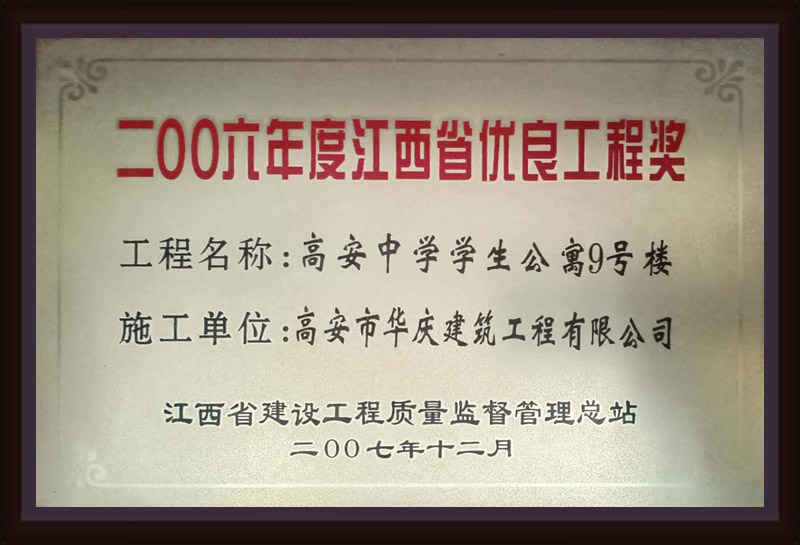 二00六年度江西省优良工程奖
工程名称:高安中学学生公寓9号楼
施工单位:高安市华庆建筑工程有限公司
江西省建设工程质量监督管理总站
二00七年十二月